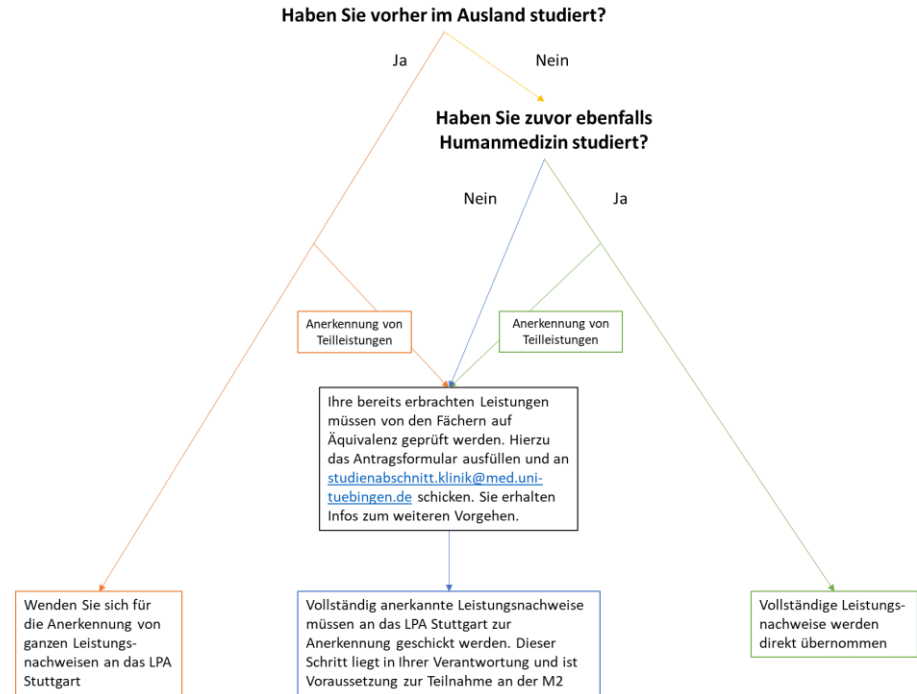 Haben Sie vorher im Ausland studiert?
Ja
Nein
Haben Sie zuvor ebenfalls
Humanmedizin studiert?
Nein
Ja
Anerkennung von
Teilleistungen
Anerkennung von
Teilleistungen
Ihre bereits erbrachten Leistungen
müssen von den Fächern auf
Äquivalenz geprüft werden. Hierzu
das Antragsformular ausfüllen und an
studienabschnitt.klinik@med.uni-
tuebingen.de schicken. Sie erhalten
Infos zum weiteren Vorgehen.
Wenden Sie sich für
die Anerkennung von
ganzen Leistungs-
nachweisen an das LPA
Stuttgart
Vollständig anerkannte Leistungsnachweise
müssen an das LPA Stuttgart zur
Anerkennung geschickt werden. Dieser
Schritt liegt in Ihrer Verantwortung und ist
Voraussetzung zur Teilnahme an der M2
Vollständige Leistungs-
nachweise werden
direkt übernommen